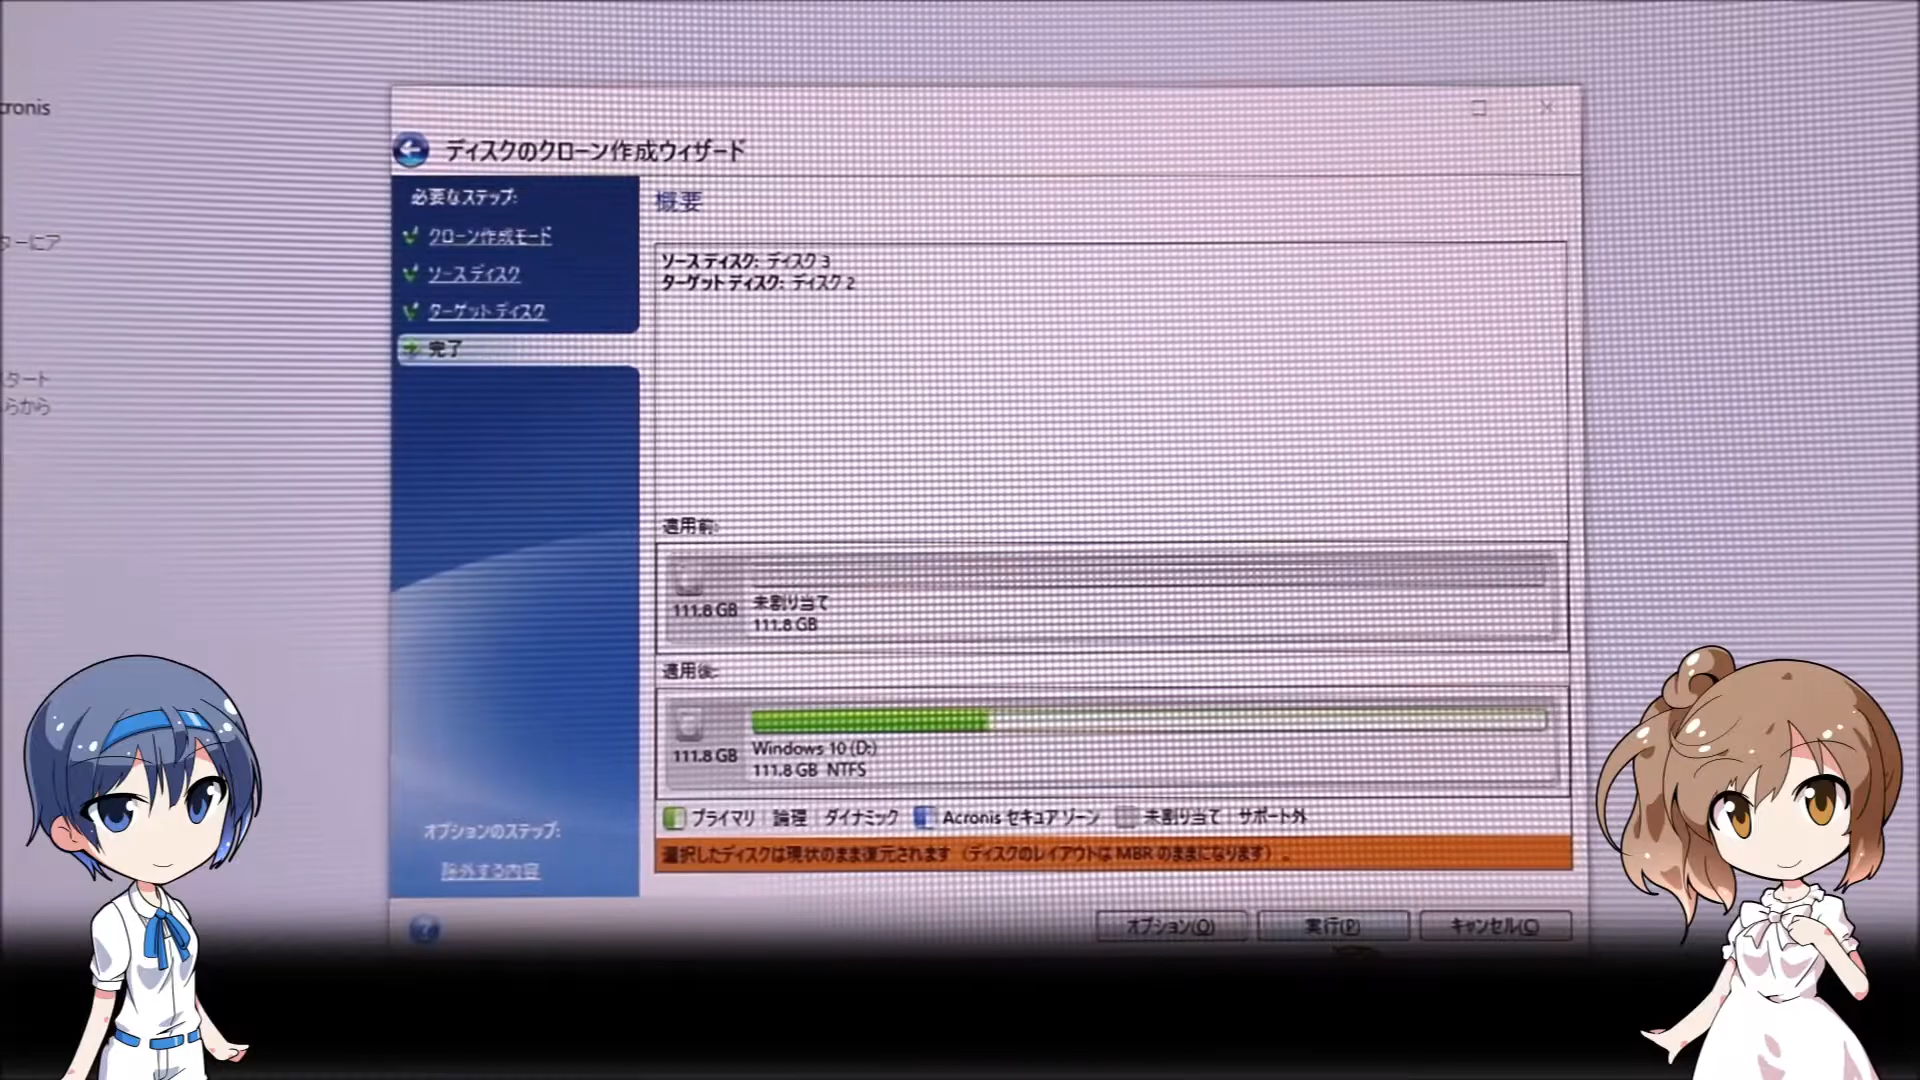 cronis
ディスクのクローン作成ウィザード
必要なステップ:
クローン作成モード
ソース ディスク
ターゲット ディスク
完了
ターにア
スタート
らから
概要
ソース ディスク: ディスク 3
ターゲット ディスク: ディスク 2
適用前:
111.8 GB
未割り当て
111.8 GB
適用後:
111.8 GB
Windows 10 (D:)
111.8 GB NTFS
プライマリ | 論理 | ダイナミック Acronis セキュア ゾーン 未割り当て | サポート外
選択したディスクは現状のまま復元されます（ディスクのレイアウトは MBR のままになります）。
オプションのステップ:
除外する内容
?
オプション(O)
実行(P)
キャンセル(C)